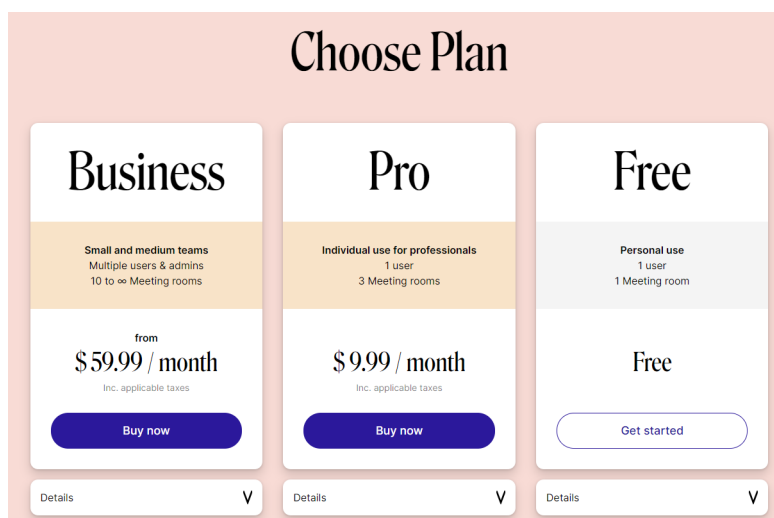 Choose Plan
Business
Small and medium teams
Multiple users & admins
10 to ∞ Meeting rooms
from
$ 59.99 / month
Inc. applicable taxes
Buy now
Details
Pro
Individual use for professionals
1 user
3 Meeting rooms
$ 9.99 / month
Inc. applicable taxes
Buy now
Details
Free
Personal use
1 user
1 Meeting room
Free
Get started
Details